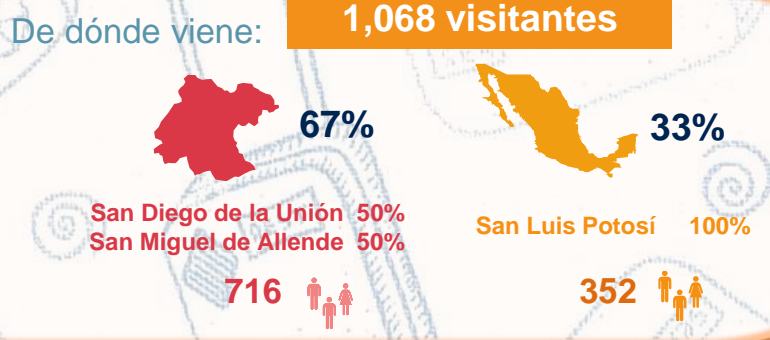 De dónde viene:
1,068 visitantes
67%
33%
San Diego de la Unión 50%
San Miguel de Allende 50%
San Luis Potosí 100%
716
352